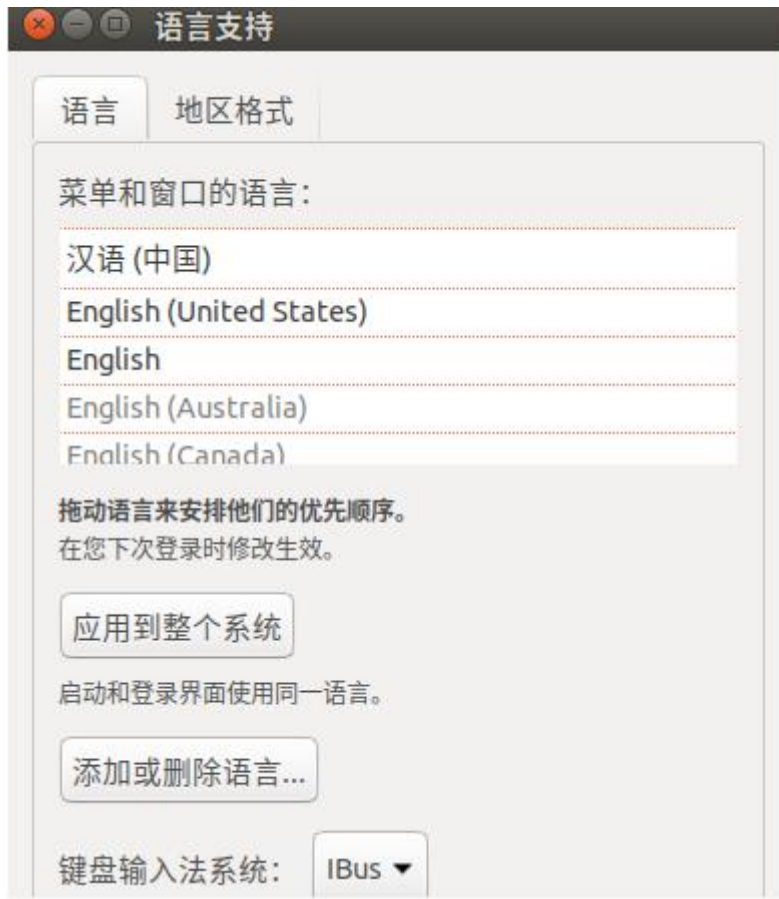 语言支持
语言 地区格式
菜单和窗口的语言：
汉语 (中国)
English (United States)
English
English (Australia)
English (Canada)
拖动语言来安排他们的优先顺序。
在您下次登录时修改生效。
应用到整个系统
启动和登录界面使用同一语言。
添加或删除语言...
键盘输入法系统： IBus